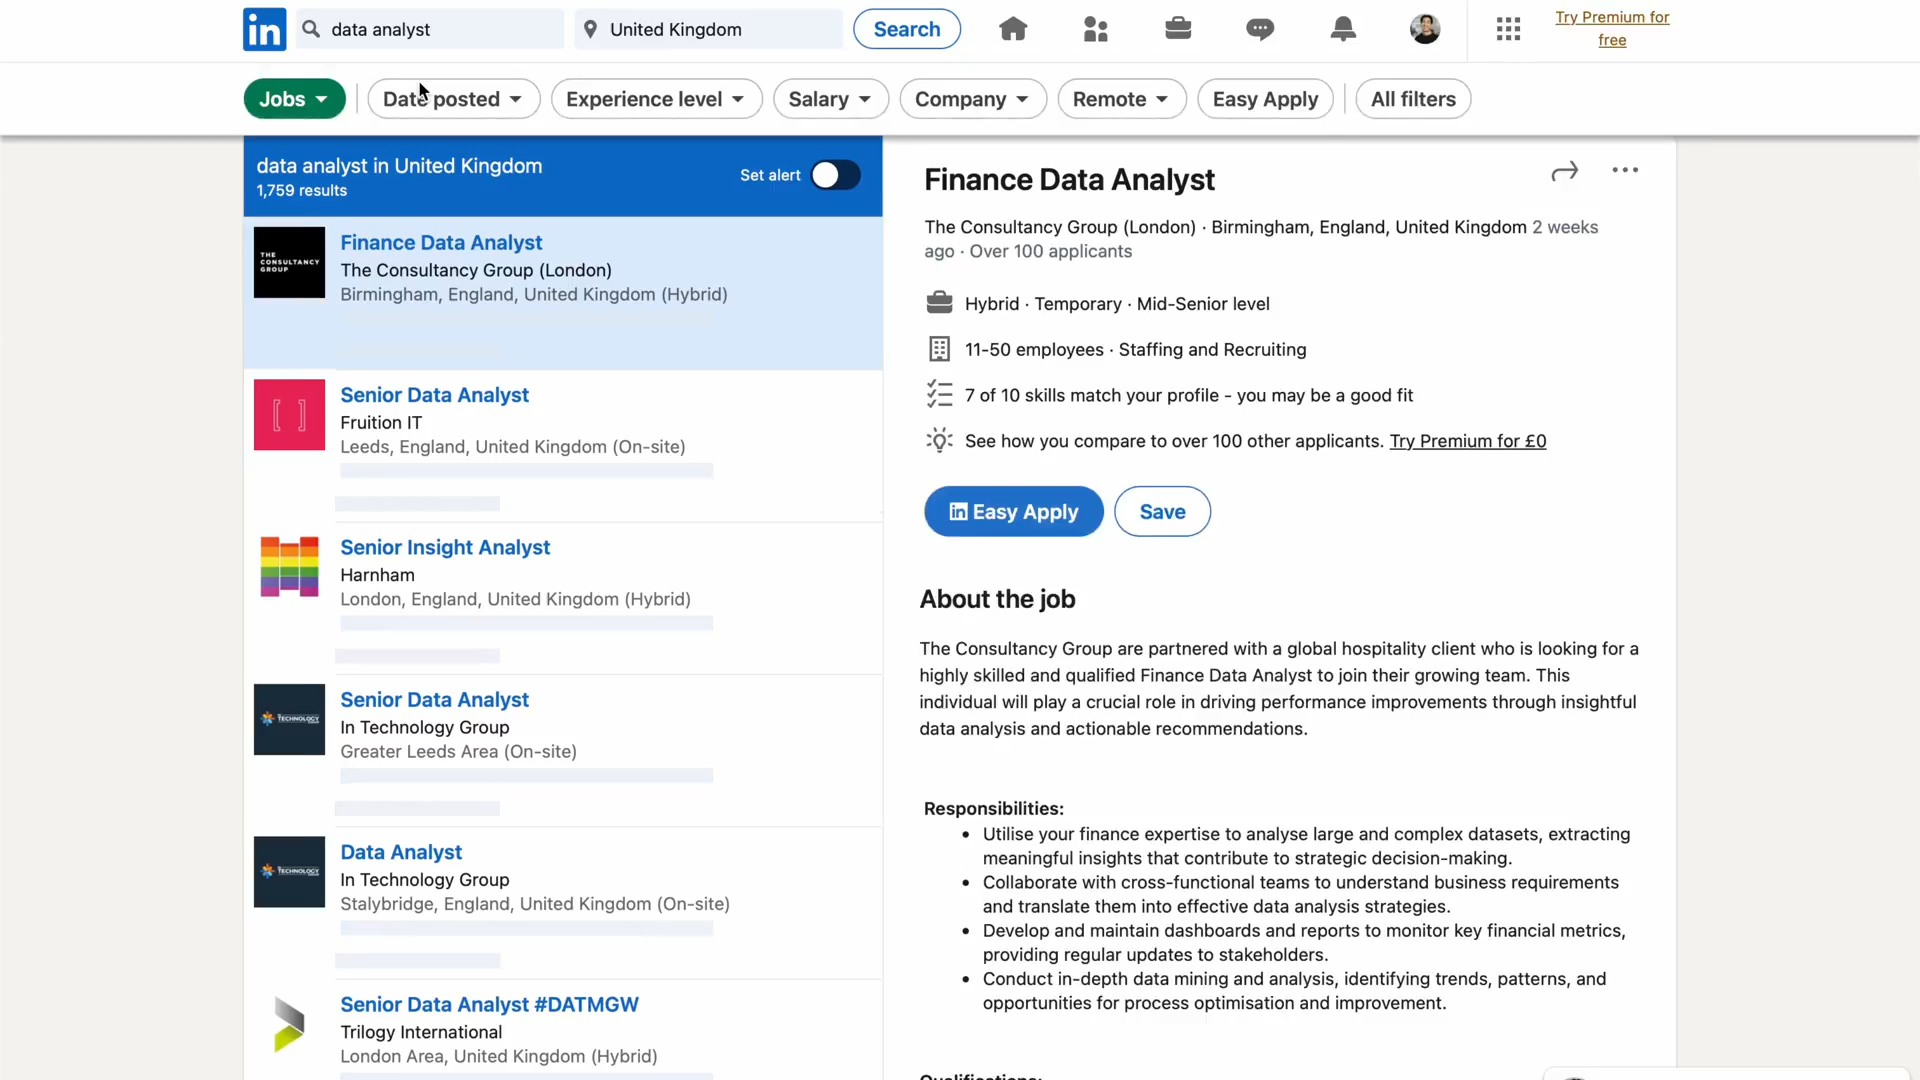 in
data analyst
United Kingdom
Search
Try Premium for
free
Jobs
Date posted
Experience level
Salary
Company
Remote
Easy Apply
All filters
data analyst in United Kingdom
1,759 results
Set alert
THE
CONSULTANCY
GROUP
Finance Data Analyst
The Consultancy Group (London)
Birmingham, England, United Kingdom (Hybrid)
Senior Data Analyst
Fruition IT
Leeds, England, United Kingdom (On-site)
Senior Insight Analyst
Harnham
London, England, United Kingdom (Hybrid)
TECHNOLOGY
Senior Data Analyst
In Technology Group
Greater Leeds Area (On-site)
TECHNOLOGY
Data Analyst
In Technology Group
Stalybridge, England, United Kingdom (On-site)
Senior Data Analyst #DATMGW
Trilogy International
London Area, United Kingdom (Hybrid)
Finance Data Analyst
The Consultancy Group (London) · Birmingham, England, United Kingdom 2 weeks
ago · Over 100 applicants
Hybrid · Temporary · Mid-Senior level
11-50 employees · Staffing and Recruiting
7 of 10 skills match your profile - you may be a good fit
See how you compare to over 100 other applicants. Try Premium for £0
in Easy Apply
Save
About the job
The Consultancy Group are partnered with a global hospitality client who is looking for a
highly skilled and qualified Finance Data Analyst to join their growing team. This
individual will play a crucial role in driving performance improvements through insightful
data analysis and actionable recommendations.
Responsibilities:
• Utilise your finance expertise to analyse large and complex datasets, extracting
meaningful insights that contribute to strategic decision-making.
• Collaborate with cross-functional teams to understand business requirements
and translate them into effective data analysis strategies.
• Develop and maintain dashboards and reports to monitor key financial metrics,
providing regular updates to stakeholders.
• Conduct in-depth data mining and analysis, identifying trends, patterns, and
opportunities for process optimisation and improvement.
Qualifications: